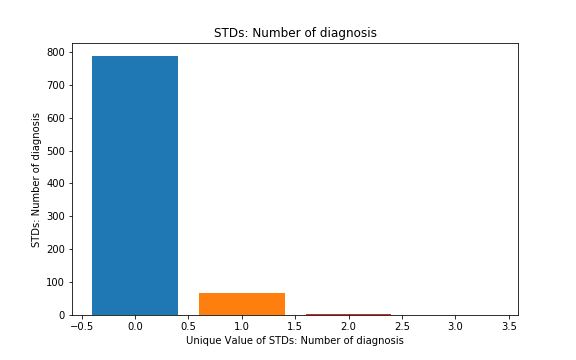 STDs: Number of diagnosis
800
700
600
500
400
300
200
100
0
STDs: Number of diagnosis
−0.5 0.0 0.5 1.0 1.5 2.0 2.5 3.0 3.5
Unique Value of STDs: Number of diagnosis